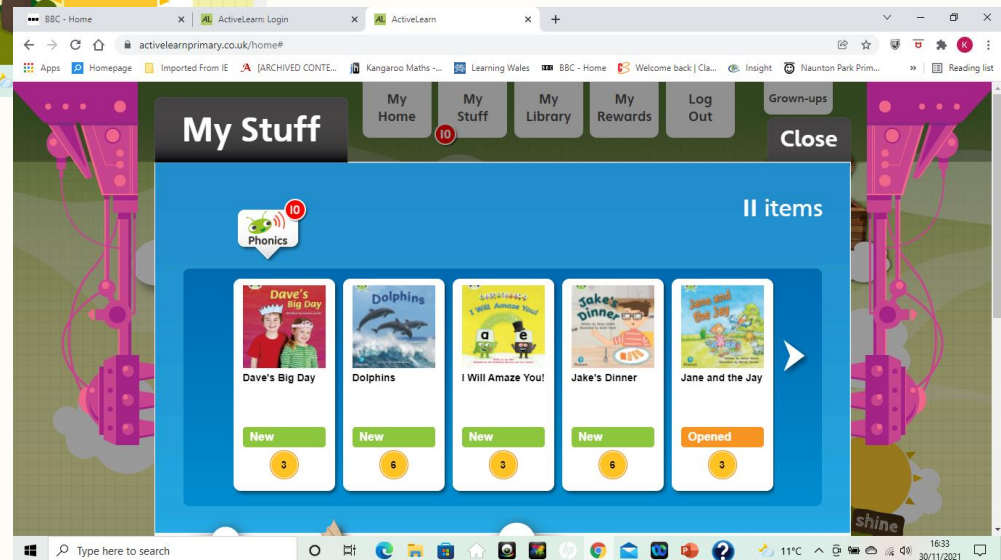 BBC - Home
ActiveLearn: Login
ActiveLearn
activelearnprimary.co.uk/home#
K
Apps
Homepage
Imported From IE
[ARCHIVED CONTE...
Kangaroo Maths -...
Learning Wales
BBC - Home
Welcome back | Cla...
Insight
Naunton Park Prim...
»
Reading list
My Stuff
My Home
My Stuff
10
My Library
My Rewards
Log Out
Grown-ups
Close
Phonics
10
11 items
Dave's Big Day
Dolphins
I Will Amaze You!
a e
Jake's Dinner
Jane and the Jay
Dave's Big Day
Dolphins
I Will Amaze You!
Jake's Dinner
Jane and the Jay
New
New
New
New
Opened
3
6
3
6
3
shine
Type here to search
11°C
16:33
30/11/2021